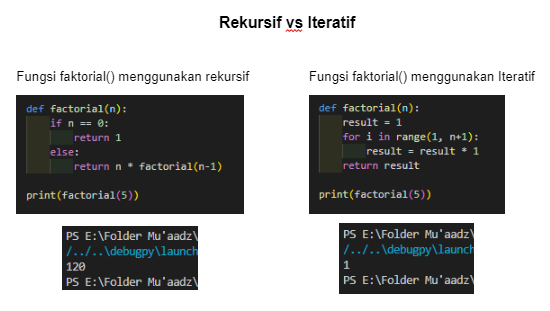 Rekursif vs Iteratif
Fungsi faktorial() menggunakan rekursif
def factorial(n):
    if n == 0:
        return 1
    else:
        return n * factorial(n-1)
print(factorial(5))
PS E:\Folder Mu'aadz\
/../..\debugpy\launch
120
PS E:\Folder Mu'aadz\
Fungsi faktorial() menggunakan Iteratif
def factorial(n):
    result = 1
    for i in range(1, n+1):
        result = result * 1
    return result
print(factorial(5))
PS E:\Folder Mu'aadz\
/../..\debugpy\launch
1
PS E:\Folder Mu'aadz\